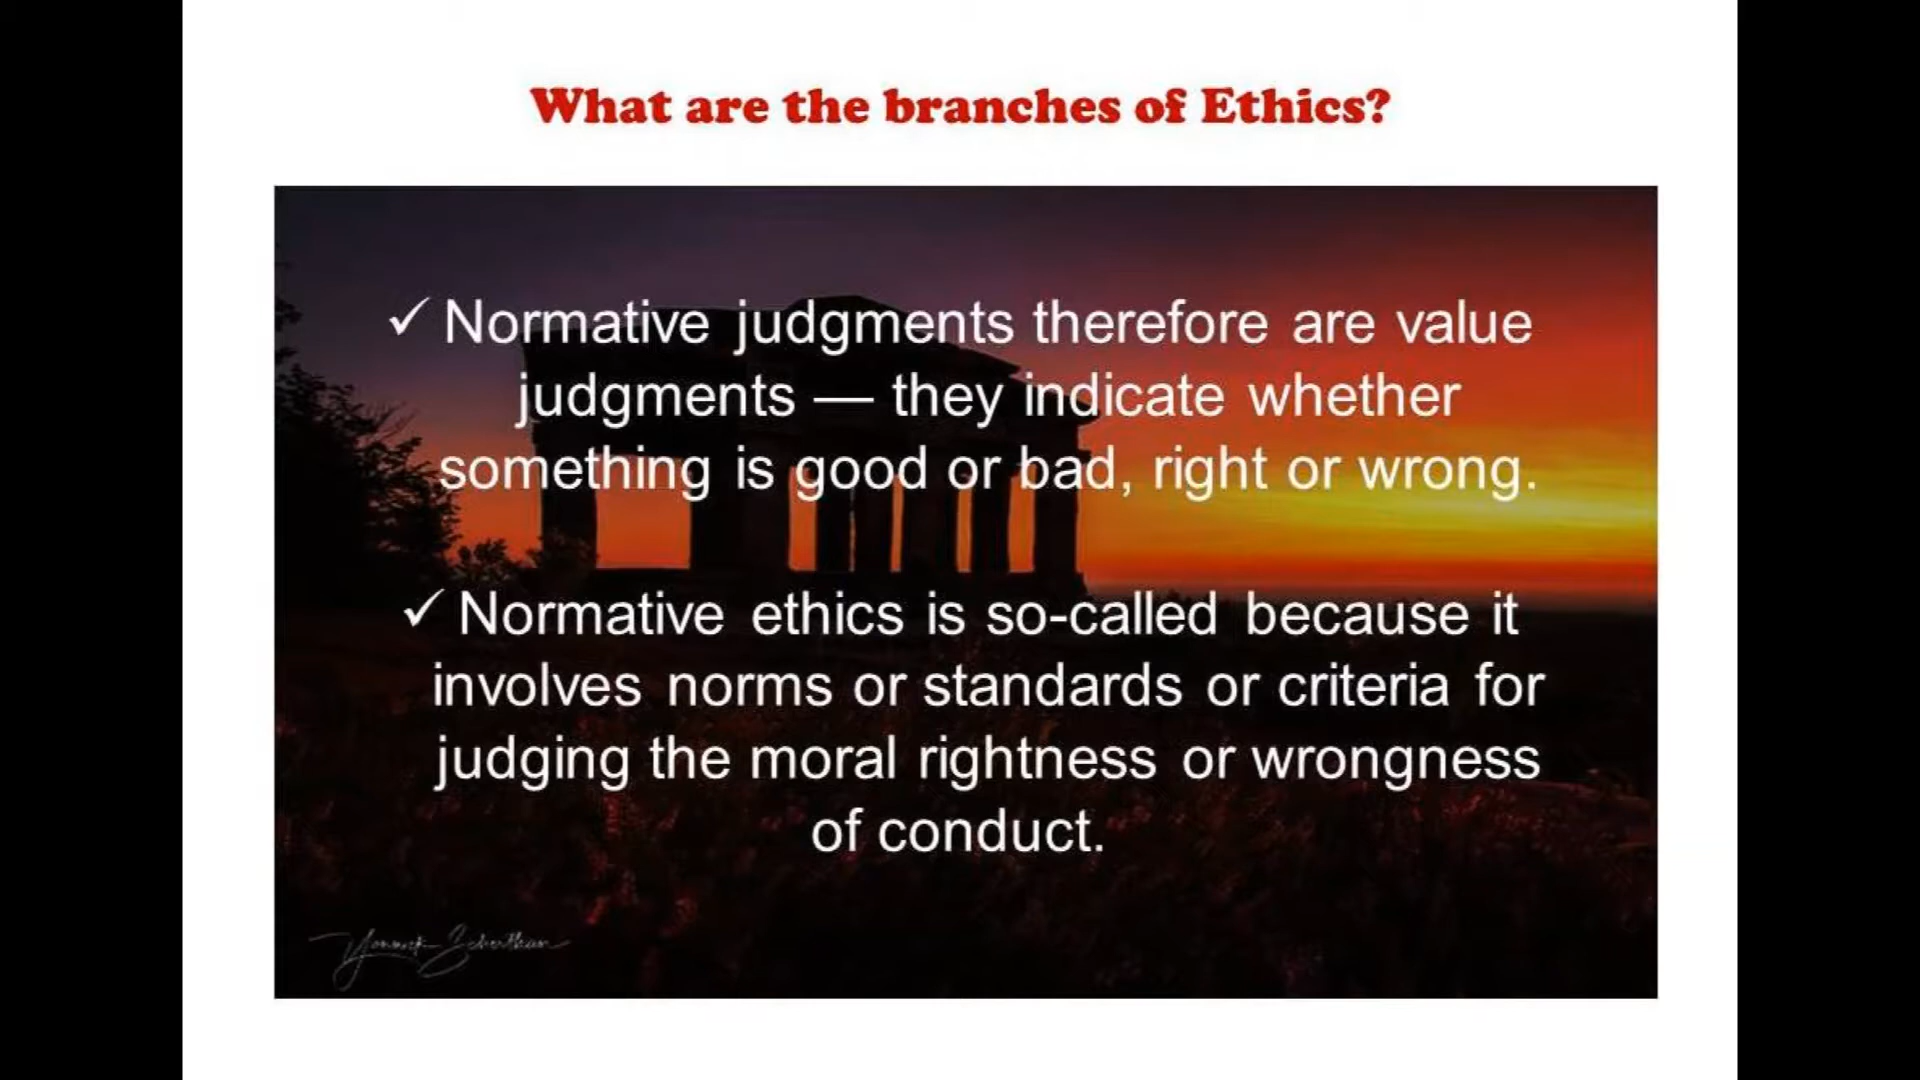 What are the branches of Ethics?
✓ Normative judgments therefore are value
judgments — they indicate whether
something is good or bad, right or wrong.
✓ Normative ethics is so-called because it
involves norms or standards or criteria for
judging the moral rightness or wrongness
of conduct.